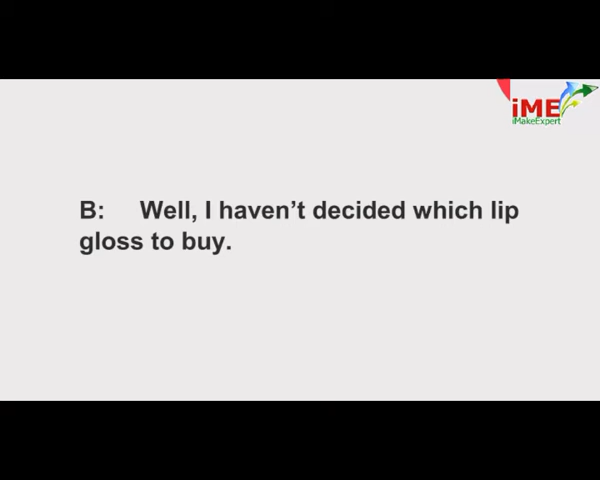 iME
iMakeExpert
B: Well, I haven’t decided which lip
gloss to buy.